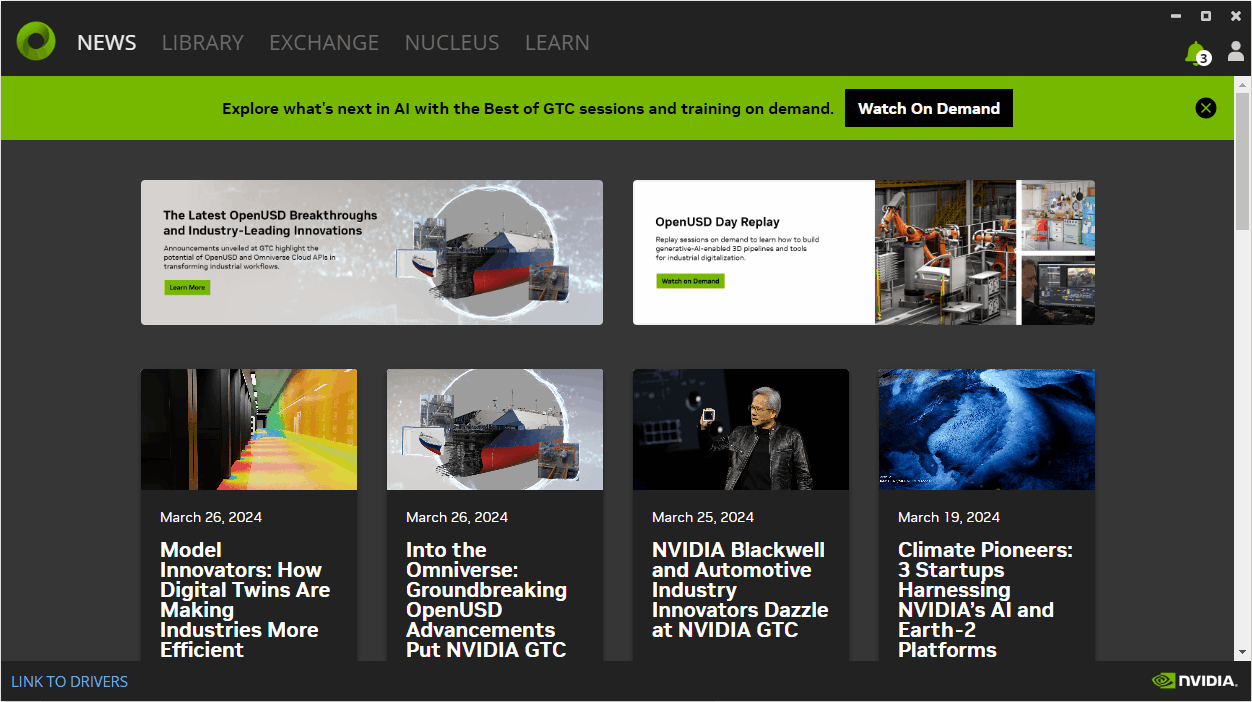 NEWS LIBRARY EXCHANGE NUCLEUS LEARN
3
Explore what's next in AI with the Best of GTC sessions and training on demand. Watch On Demand
The Latest OpenUSD Breakthroughs
and Industry-Leading Innovations
Announcements unveiled at GTC highlight the
potential of OpenUSD and Omniverse Cloud APIs in
transforming industrial workflows.
Learn More
OpenUSD Day Replay
Replay sessions on demand to learn how to build
generative-AI-enabled 3D pipelines and tools
for industrial digitalization.
Watch on Demand
March 26, 2024
Model
Innovators: How
Digital Twins Are
Making
Industries More
Efficient
March 26, 2024
Into the
Omniverse:
Groundbreaking
OpenUSD
Advancements
Put NVIDIA GTC
March 25, 2024
NVIDIA Blackwell
and Automotive
Industry
Innovators Dazzle
at NVIDIA GTC
March 19, 2024
Climate Pioneers:
3 Startups
Harnessing
NVIDIA's AI and
Earth-2
Platforms
LINK TO DRIVERS
NVIDIA.